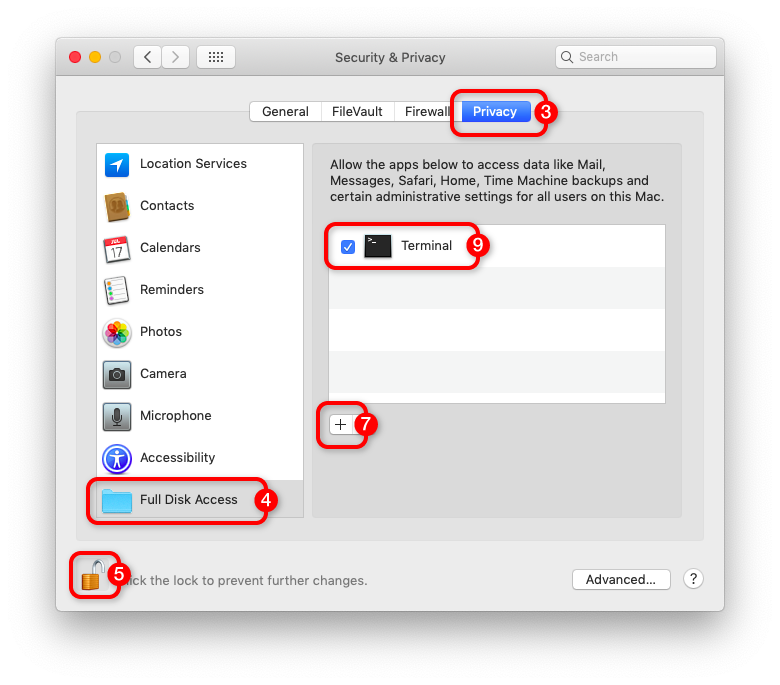 Security & Privacy
Search
General
FileVault
Firewall
Privacy
3
Location Services
Contacts
JUL
17
Calendars
Reminders
Photos
Camera
Microphone
Accessibility
Full Disk Access
4
Allow the apps below to access data like Mail,
Messages, Safari, Home, Time Machine backups and
certain administrative settings for all users on this Mac.
>_
Terminal
9
+
7
5
the lock to prevent further changes.
Advanced...
?